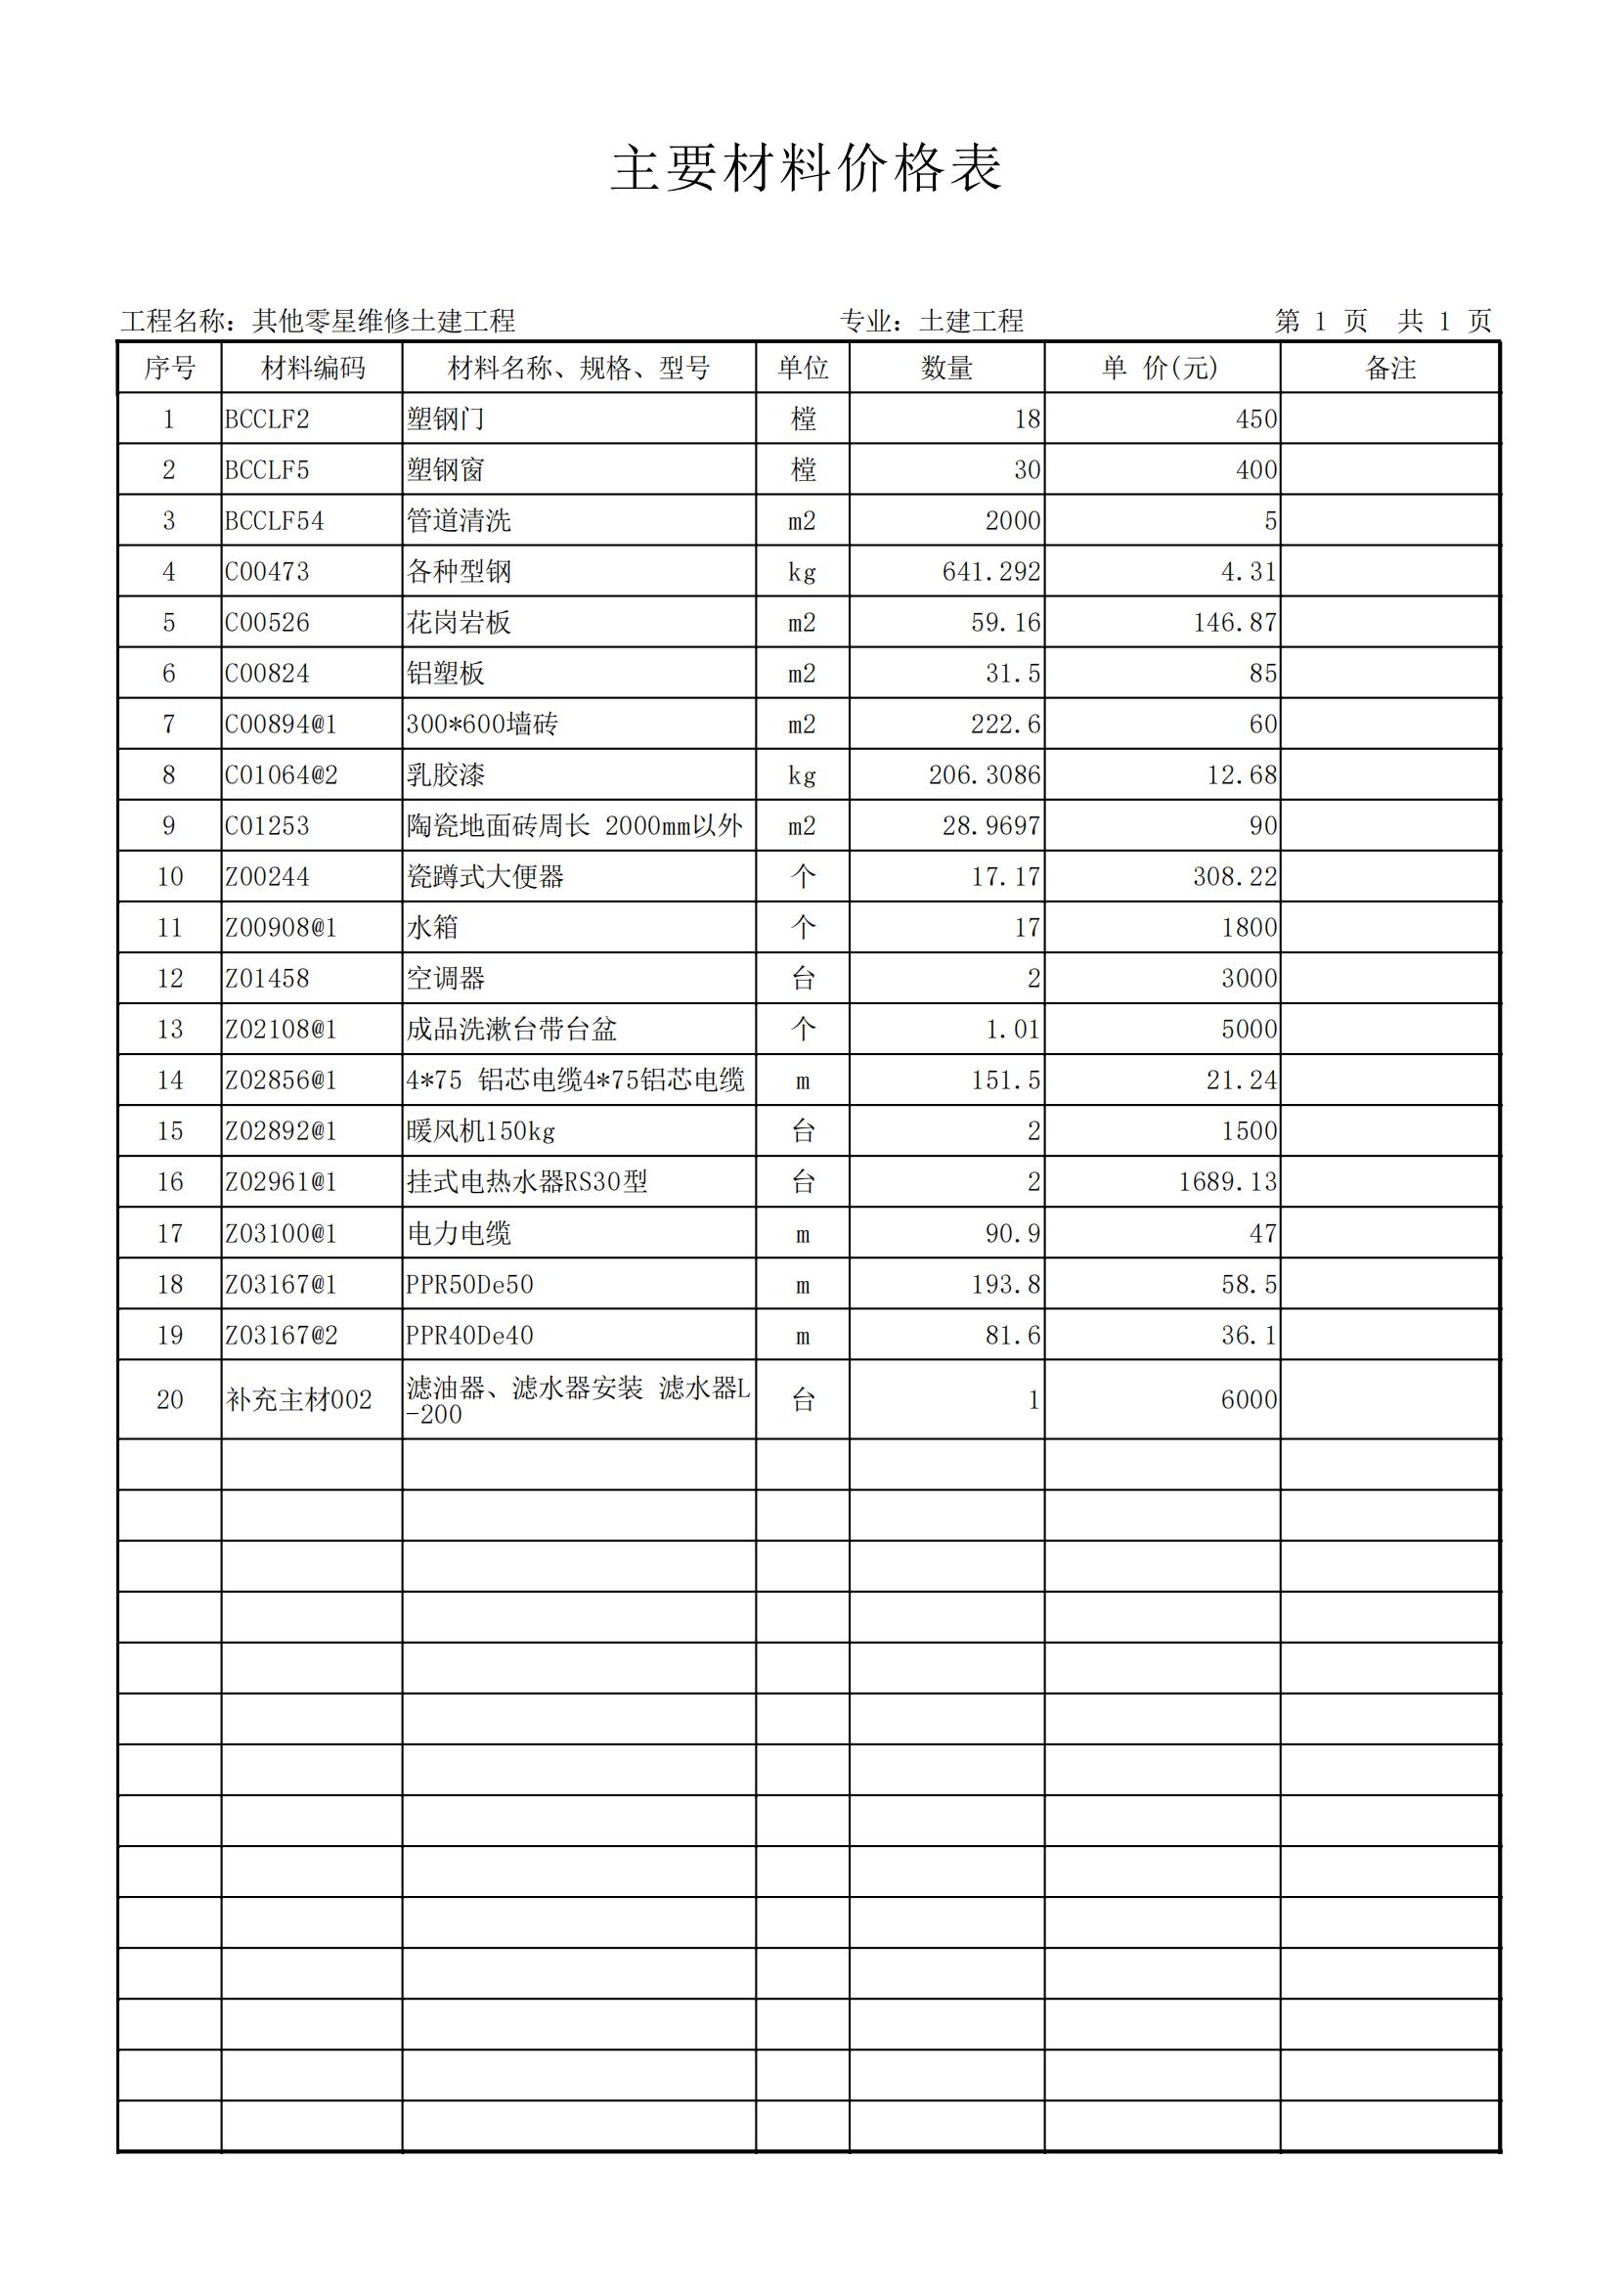 主要材料价格表
工程名称：其他零星维修土建工程 专业：土建工程 第 1 页 共 1 页
序号 材料编码 材料名称、规格、型号 单位 数量 单 价(元) 备注
1 BCCLF2 塑钢门 樘 18 450
2 BCCLF5 塑钢窗 樘 30 400
3 BCCLF54 管道清洗 m2 2000 5
4 C00473 各种型钢 kg 641.292 4.31
5 C00526 花岗岩板 m2 59.16 146.87
6 C00824 铝塑板 m2 31.5 85
7 C00894@1 300*600墙砖 m2 222.6 60
8 C01064@2 乳胶漆 kg 206.3086 12.68
9 C01253 陶瓷地面砖周长 2000mm以外 m2 28.9697 90
10 Z00244 瓷蹲式大便器 个 17.17 308.22
11 Z00908@1 水箱 个 17 1800
12 Z01458 空调器 台 2 3000
13 Z02108@1 成品洗漱台带台盆 个 1.01 5000
14 Z02856@1 4*75 铝芯电缆4*75铝芯电缆 m 151.5 21.24
15 Z02892@1 暖风机150kg 台 2 1500
16 Z02961@1 挂式电热水器RS30型 台 2 1689.13
17 Z03100@1 电力电缆 m 90.9 47
18 Z03167@1 PPR50De50 m 193.8 58.5
19 Z03167@2 PPR40De40 m 81.6 36.1
20 补充主材002 滤油器、滤水器安装 滤水器L 台 1 6000
-200